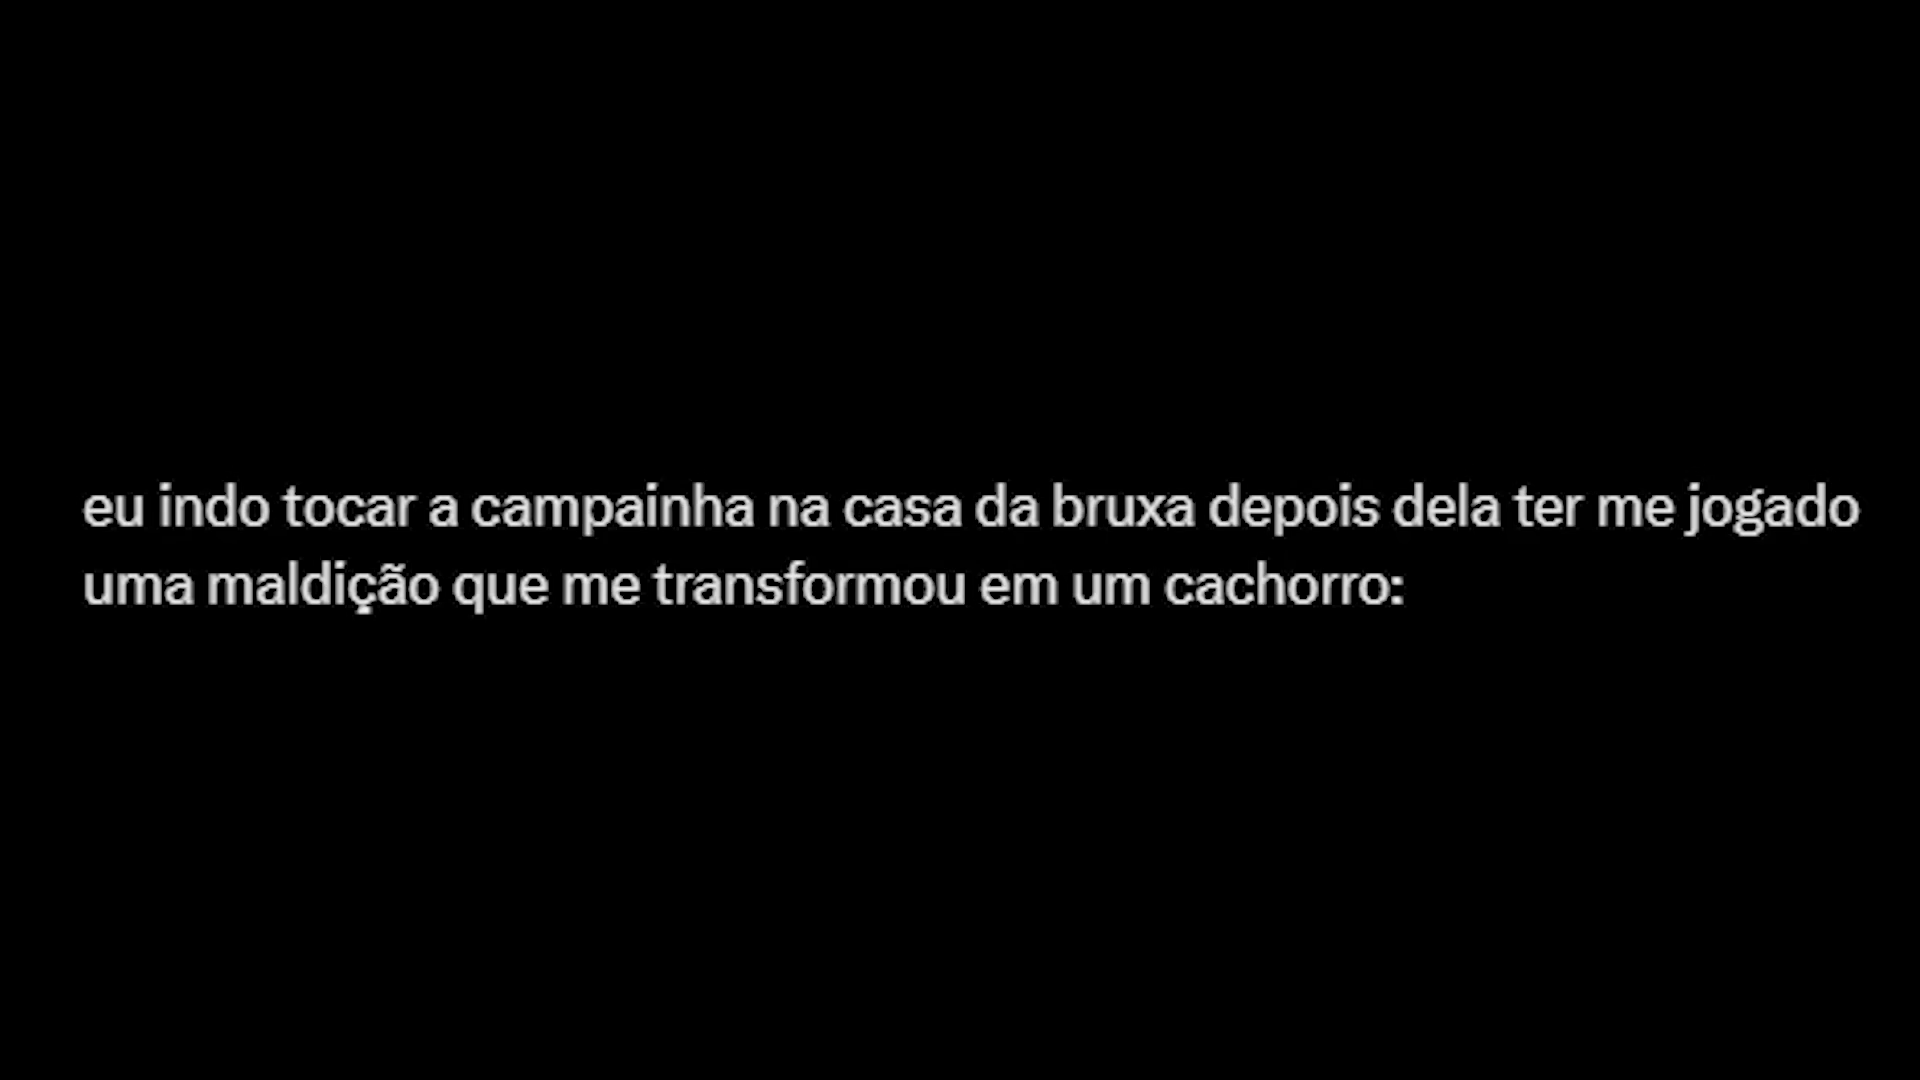 eu indo tocar a campainha na casa da bruxa depois dela ter me jogado
uma maldição que me transformou em um cachorro: